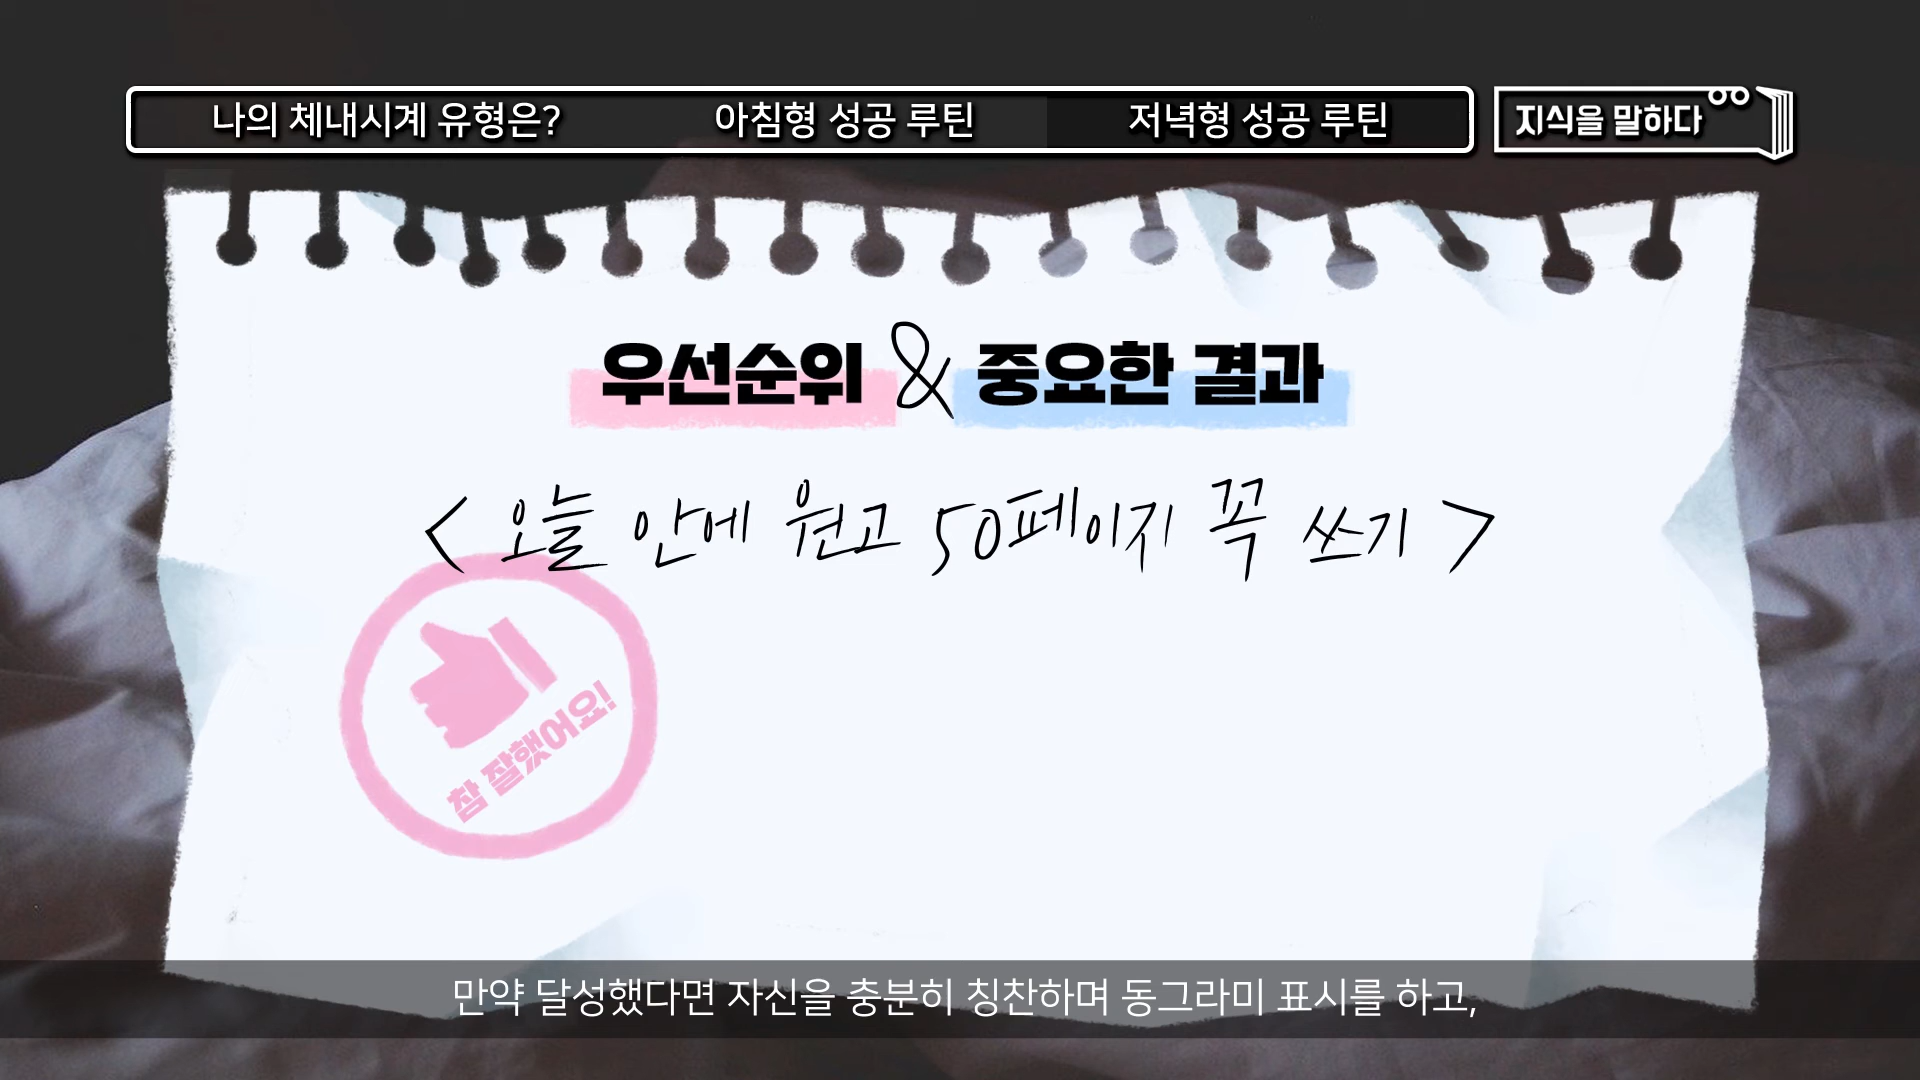 나의 체내시계 유형은? 아침형 성공 루틴 저녁형 성공 루틴 지식을 말하다
우선순위 & 중요한 결과
< 오늘 안에 원고 50페이지 꼭 쓰기 >
참 잘했어요!
만약 달성했다면 자신을 충분히 칭찬하며 동그라미 표시를 하고,